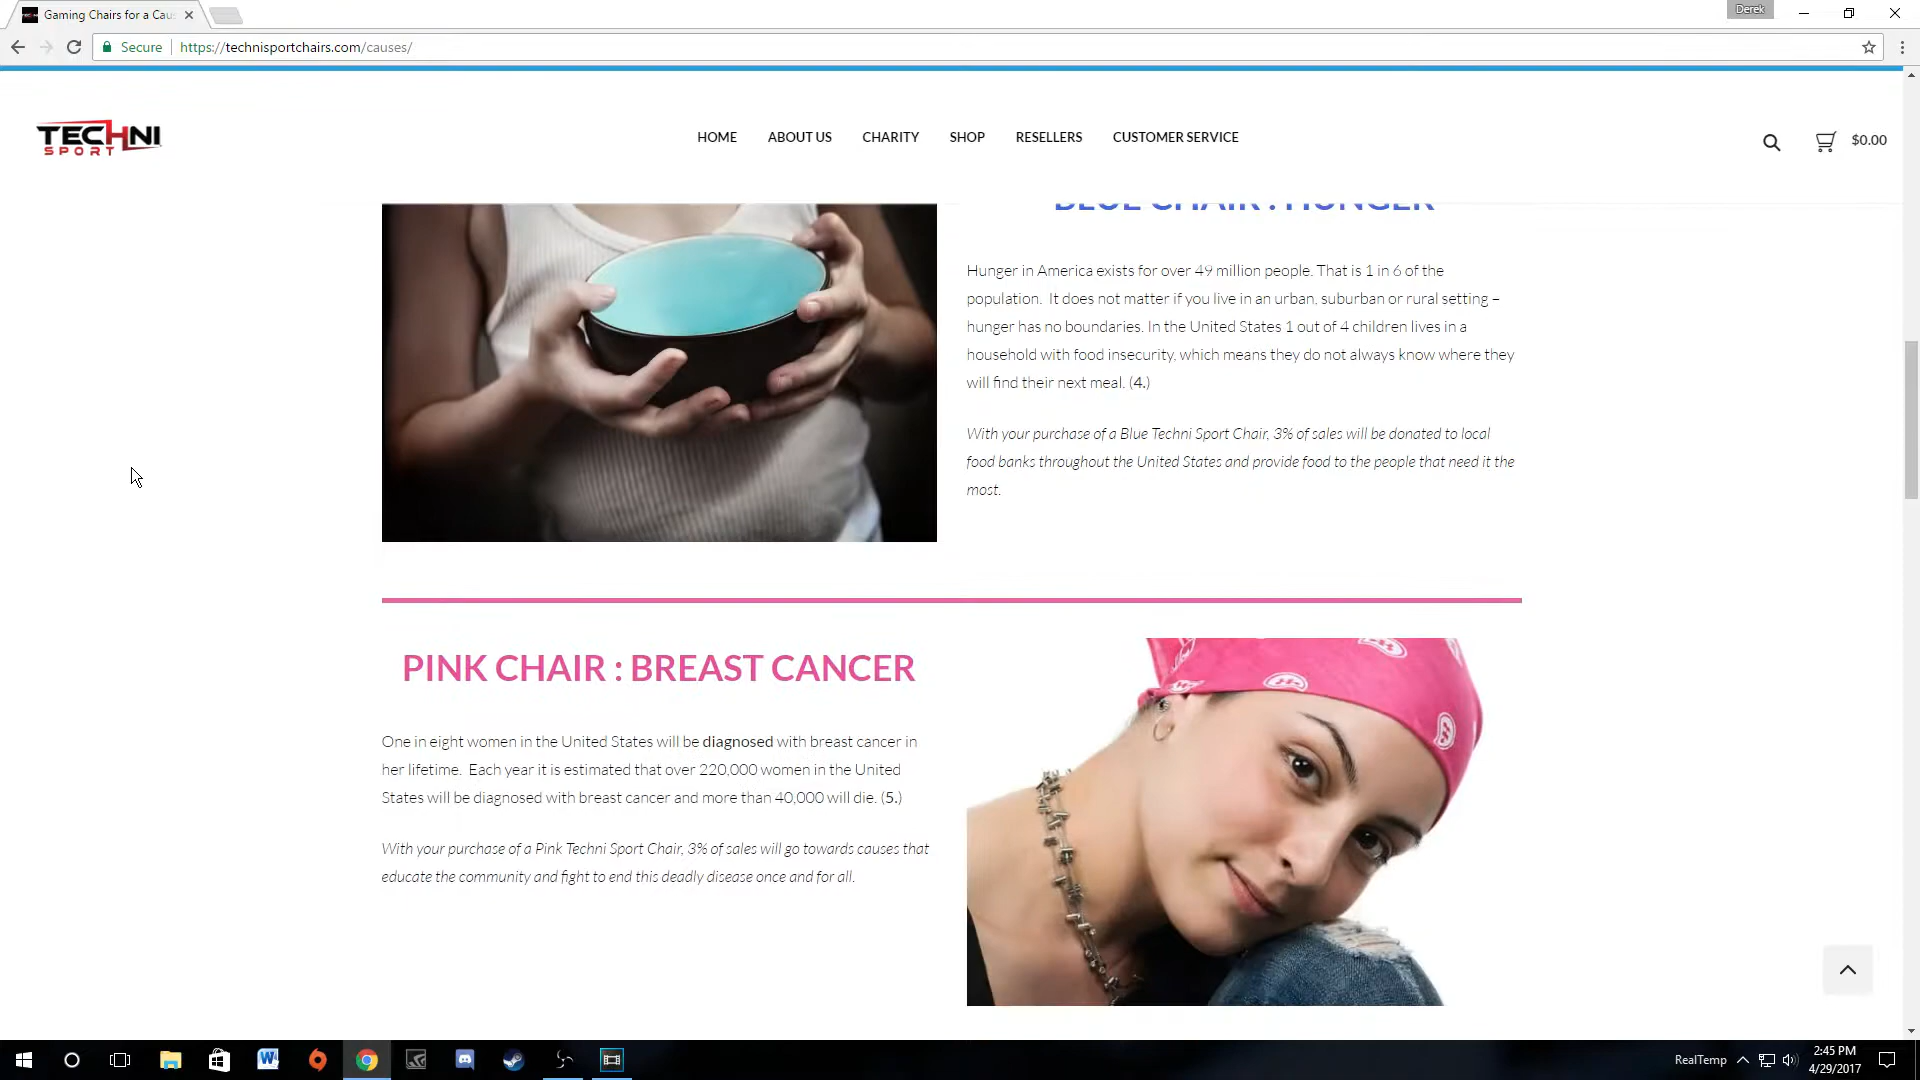 Gaming Chairs for a Cau
Derek
Secure
https://technisportchairs.com/causes/
TECHNI
SPORT
HOME
ABOUT US
CHARITY
SHOP
RESELLERS
CUSTOMER SERVICE
$0.00
BLUE CHAIR : HUNGER
Hunger in America exists for over 49 million people. That is 1 in 6 of the
population.  It does not matter if you live in an urban, suburban or rural setting –
hunger has no boundaries. In the United States 1 out of 4 children lives in a
household with food insecurity, which means they do not always know where they
will find their next meal. (4.)
With your purchase of a Blue Techni Sport Chair, 3% of sales will be donated to local
food banks throughout the United States and provide food to the people that need it the
most.
PINK CHAIR : BREAST CANCER
One in eight women in the United States will be diagnosed with breast cancer in
her lifetime.  Each year it is estimated that over 220,000 women in the United
States will be diagnosed with breast cancer and more than 40,000 will die. (5.)
With your purchase of a Pink Techni Sport Chair, 3% of sales will go towards causes that
educate the community and fight to end this deadly disease once and for all.
RealTemp
2:45 PM
4/29/2017